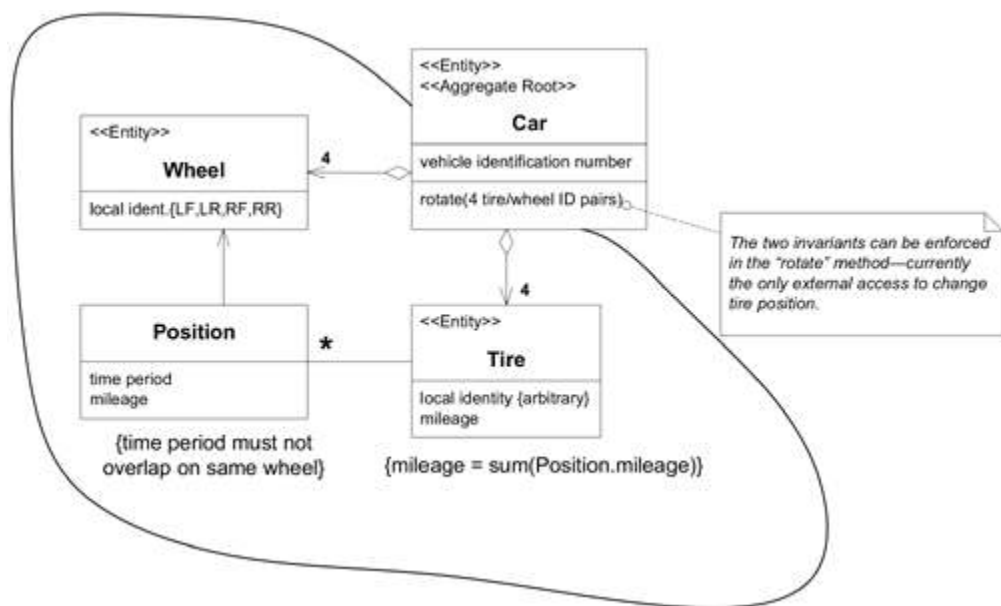 <<Entity>>
<<Aggregate Root>>
Car
vehicle identification number
rotate(4 tire/wheel ID pairs)
<<Entity>>
Wheel
local ident.{LF,LR,RF,RR}
4
The two invariants can be enforced
in the “rotate” method—currently
the only external access to change
tire position.
4
Position
time period
mileage
*
<<Entity>>
Tire
local identity {arbitrary}
mileage
{time period must not
overlap on same wheel}
{mileage = sum(Position.mileage)}